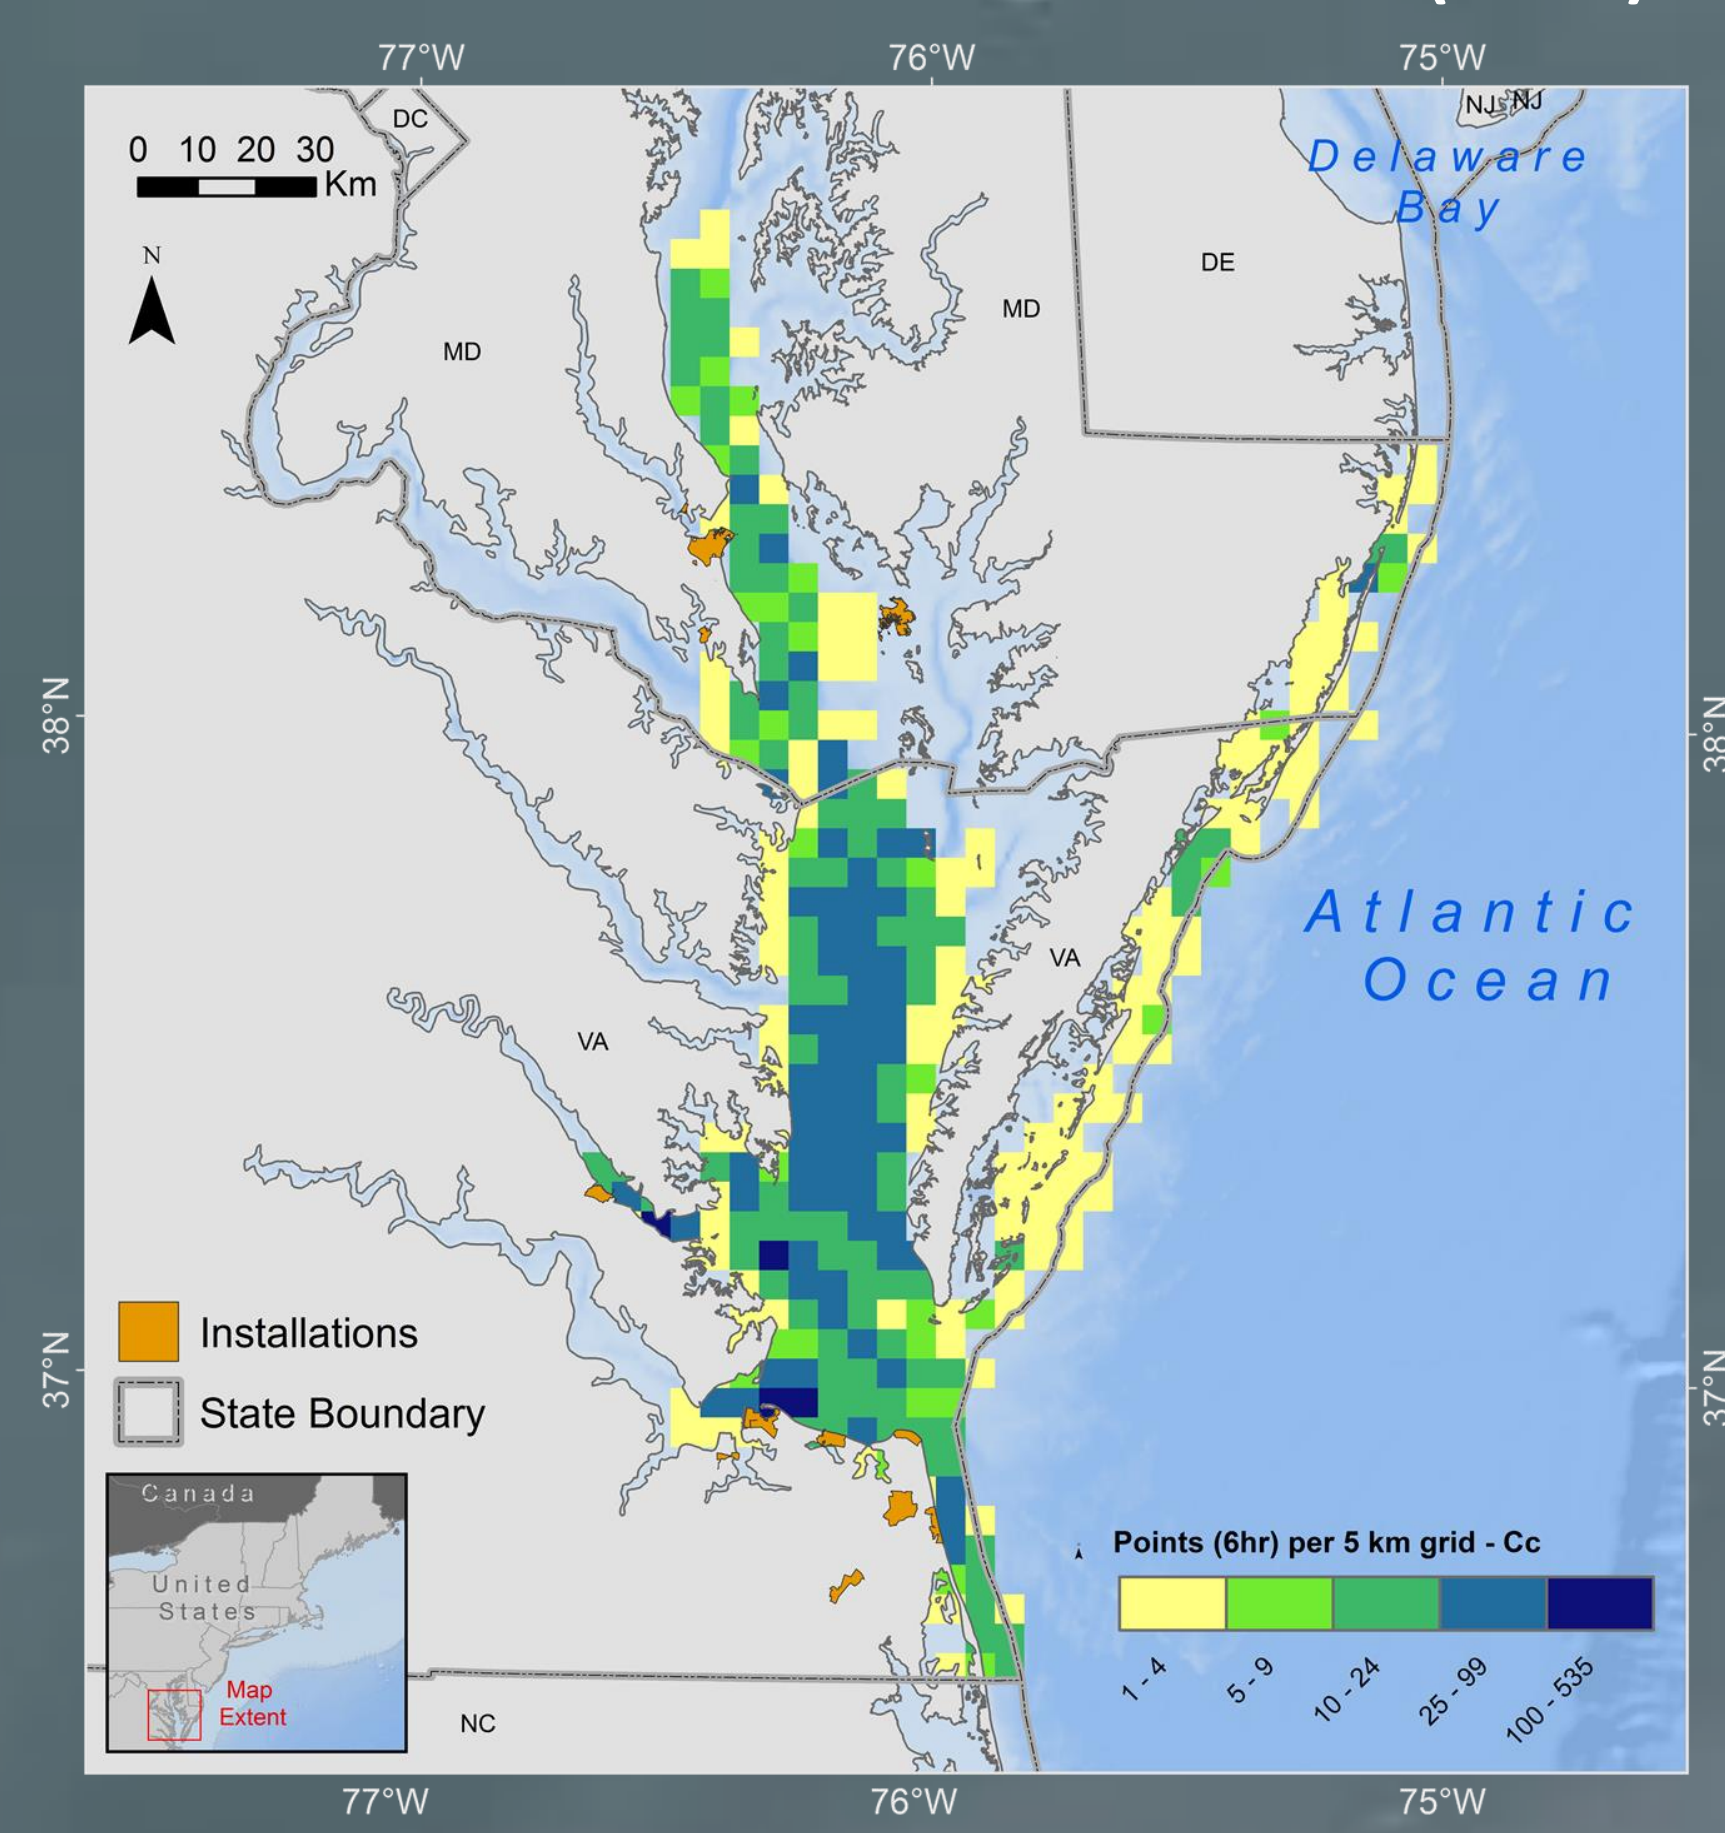 77°W 76°W 75°W
DC
NJ NJ
0 10 20 30
Km
Delaware
Bay
N
DE
MD
MD
38°N
38°N
Atlantic
Ocean
VA
VA
Installations
37°N
37°N
State Boundary
Canada
United
States
Map
Extent
Points (6hr) per 5 km grid - Cc
1 - 4
5 - 9
10 - 24
25 - 99
100 - 535
NC
77°W 76°W 75°W